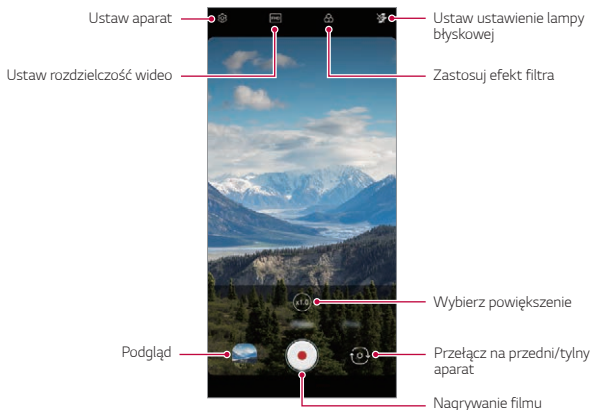 Ustaw aparat
Ustaw ustawienie lampy
błyskowej
Ustaw rozdzielczość wideo
Zastosuj efekt filtra
x1.0
Wybierz powiększenie
Podgląd
Przełącz na przedni/tylny
aparat
Nagrywanie filmu